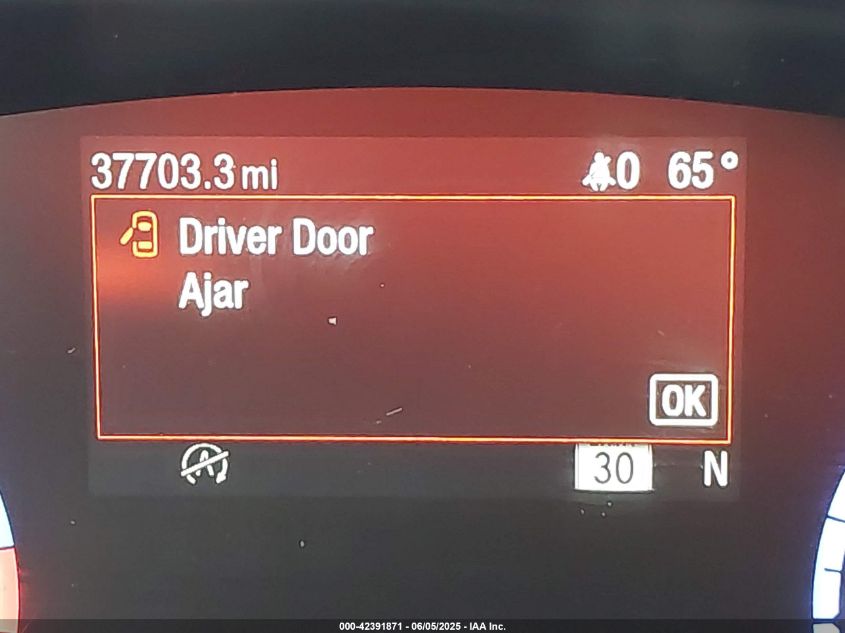 37703.3 mi 0 65°
Driver Door
Ajar
OK
A 30 N
000-42391871 - 06/05/2025 - IAA Inc.